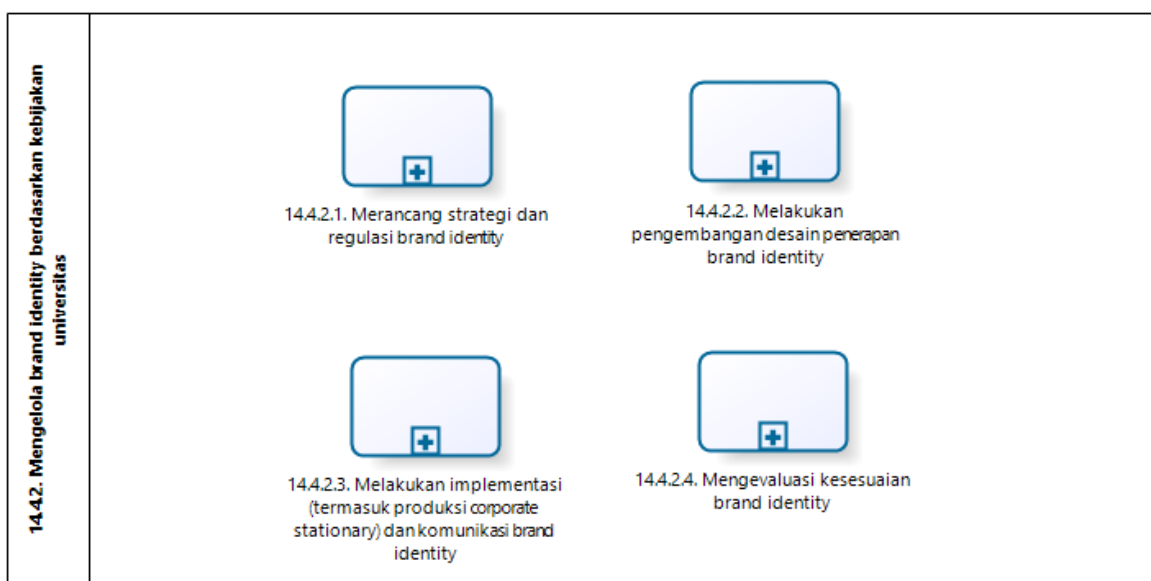 14.4.2. Mengelola brand identity berdasarkan kebijakan
universitas
14.4.2.1. Merancang strategi dan
regulasi brand identity
14.4.2.2. Melakukan
pengembangan desain penerapan
brand identity
14.4.2.3. Melakukan implementasi
(termasuk produksi corporate
stationary) dan komunikasi brand
identity
14.4.2.4. Mengevaluasi kesesuaian
brand identity